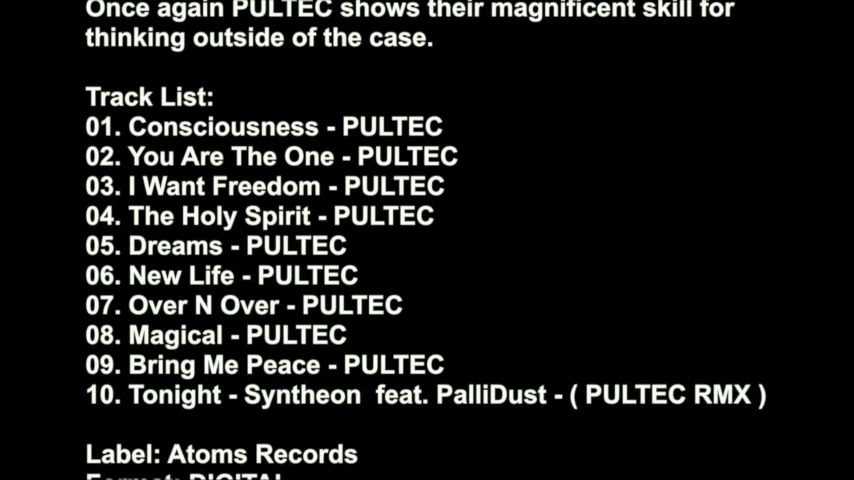 Once again PULTEC shows their magnificent skill for
thinking outside of the case.
Track List:
01. Consciousness - PULTEC
02. You Are The One - PULTEC
03. I Want Freedom - PULTEC
04. The Holy Spirit - PULTEC
05. Dreams - PULTEC
06. New Life - PULTEC
07. Over N Over - PULTEC
08. Magical - PULTEC
09. Bring Me Peace - PULTEC
10. Tonight - Syntheon feat. PalliDust - ( PULTEC RMX )
Label: Atoms Records
Format: DIGITAL